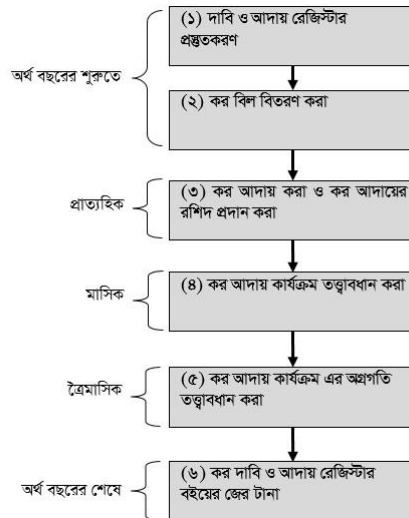 (১) দাবি ও আদায় রেজিস্টার
প্রস্তুতকরণ
অর্থ বছরের শুরুতে
(২) কর বিল বিতরণ করা
(৩) কর আদায় করা ও কর আদায়ের
রশিদ প্রদান করা
প্রাত্যহিক
(৪) কর আদায় কার্যক্রম তত্ত্বাবধান করা
মাসিক
(৫) কর আদায় কার্যক্রম এর অগ্রগতি
তত্ত্বাবধান করা
ত্রৈমাসিক
(৬) কর দাবি ও আদায় রেজিস্টার
বইয়ের জের টানা
অর্থ বছরের শেষে